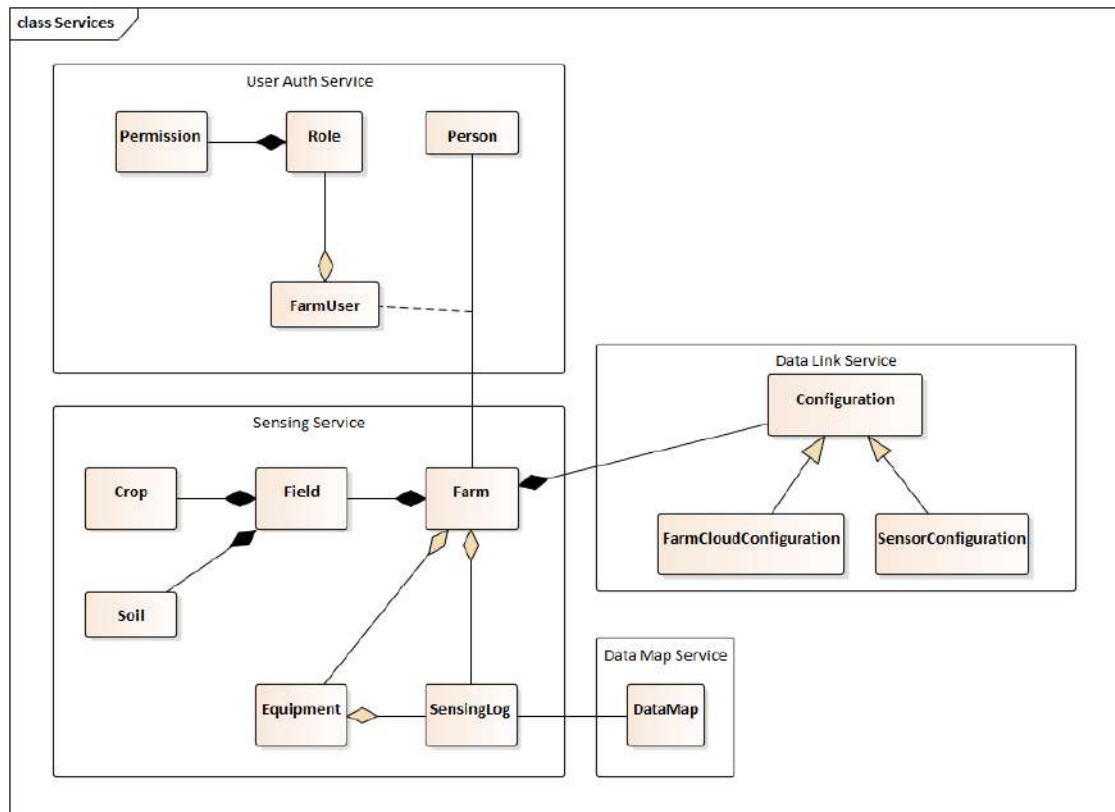 class Services
User Auth Service
Permission
Role
Person
FarmUser
Data Link Service
Configuration
Sensing Service
Crop
Field
Farm
FarmCloudConfiguration
SensorConfiguration
Soil
Data Map Service
Equipment
SensingLog
DataMap